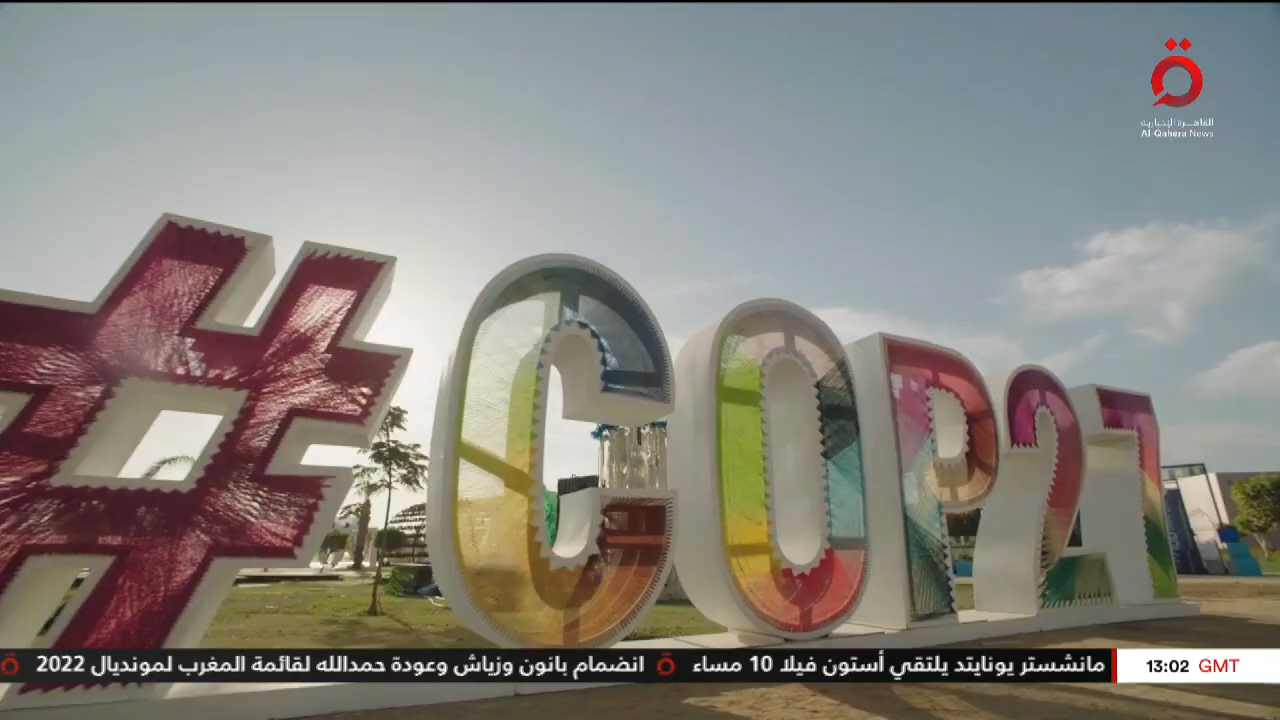 القاهرة الإخبارية
Al-Qahera News
#COP27
مانشستر يونايتد يلتقي أستون فيلا 10 مساء انضمام بانون وزياش وعودة حمدالله لقائمة المغرب لمونديال 2022
13:02 GMT